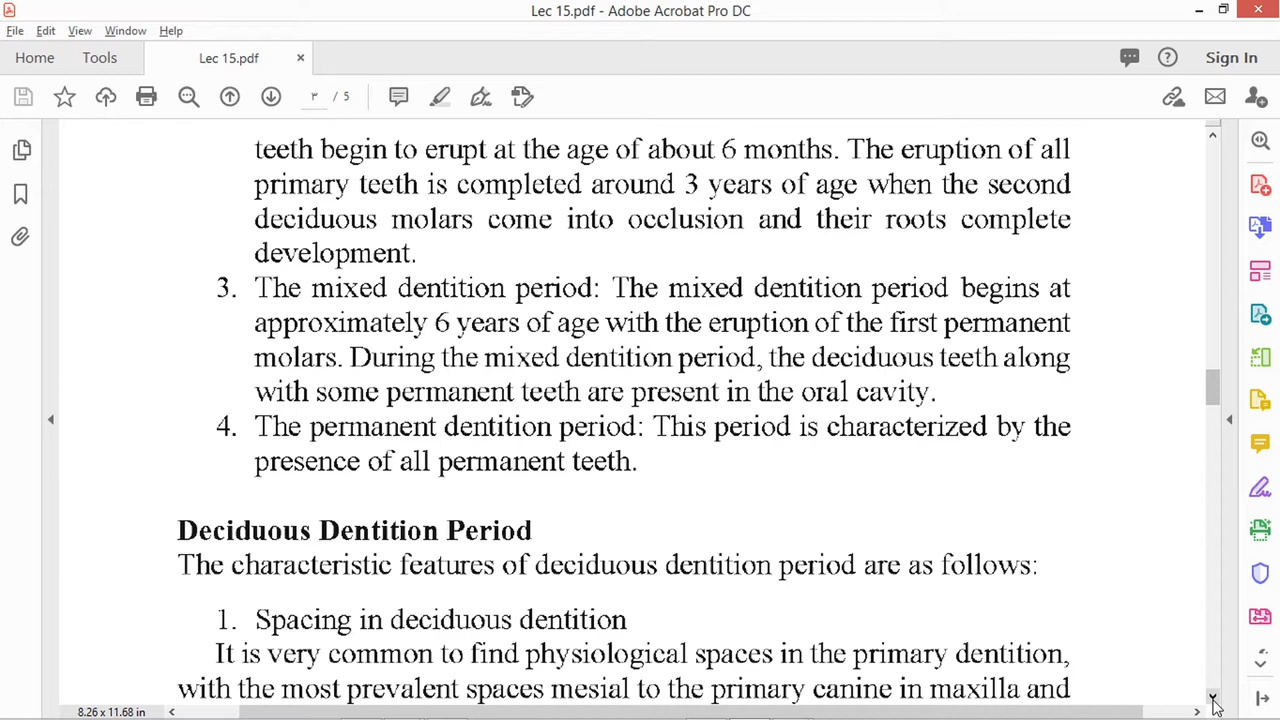 Lec 15.pdf - Adobe Acrobat Pro DC
File Edit View Window Help
Home Tools Lec 15.pdf × Sign In
٣ / 5
teeth begin to erupt at the age of about 6 months. The eruption of all
primary teeth is completed around 3 years of age when the second
deciduous molars come into occlusion and their roots complete
development.
3. The mixed dentition period: The mixed dentition period begins at
approximately 6 years of age with the eruption of the first permanent
molars. During the mixed dentition period, the deciduous teeth along
with some permanent teeth are present in the oral cavity.
4. The permanent dentition period: This period is characterized by the
presence of all permanent teeth.
Deciduous Dentition Period
The characteristic features of deciduous dentition period are as follows:
1. Spacing in deciduous dentition
It is very common to find physiological spaces in the primary dentition,
with the most prevalent spaces mesial to the primary canine in maxilla and
8.26 x 11.68 in